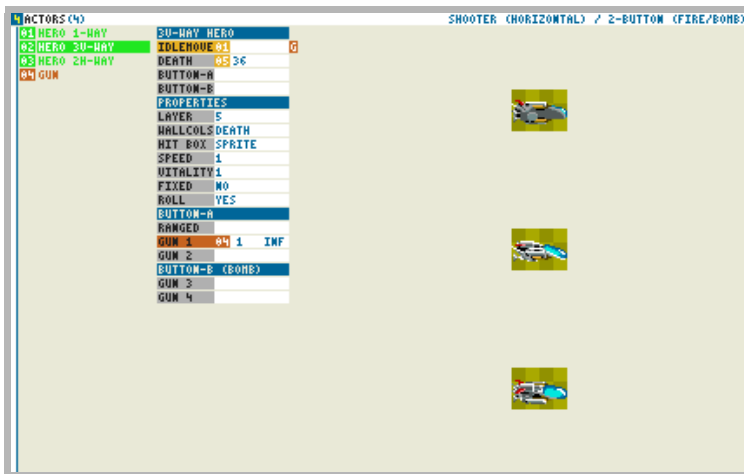 4 ACTORS(4)
SHOOTER (HORIZONTAL) / 2-BUTTON (FIRE/BOMB)
01 HERO 1-WAY
02 HERO 3V-WAY
03 HERO 2H-WAY
04 GUN
3V-WAY HERO
IDLEMOVE 01 G
DEATH 05 36
BUTTON-A
BUTTON-B
PROPERTIES
LAYER 5
WALLCOLS DEATH
HIT BOX SPRITE
SPEED 1
VITALITY 1
FIXED NO
ROLL YES
BUTTON-A
RANGED
GUN 1 04 1 INF
GUN 2
BUTTON-B (BOMB)
GUN 3
GUN 4